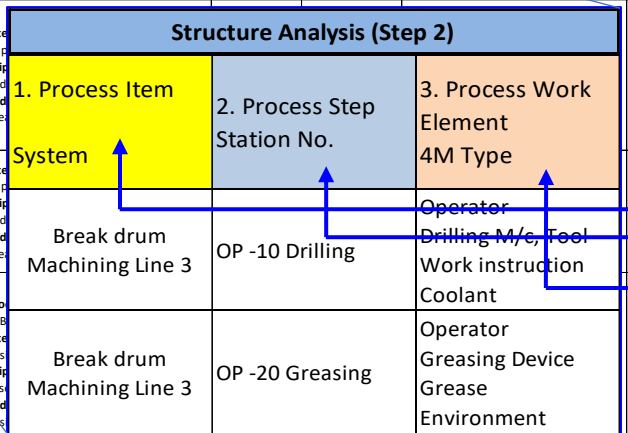 Structure Analysis (Step 2)
1. Process Item
System
2. Process Step
Station No.
3. Process Work
Element
4M Type
Break drum
Machining Line 3
OP -10 Drilling
Operator
Drilling M/c, Tool
Work instruction
Coolant
Break drum
Machining Line 3
OP -20 Greasing
Operator
Greasing Device
Grease
Environment